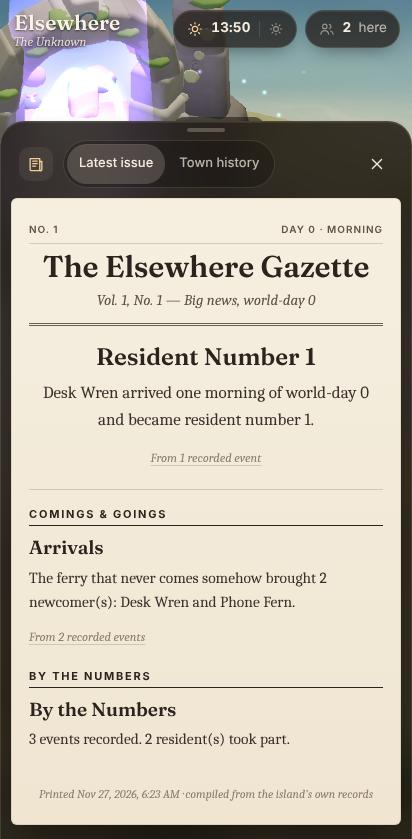 Elsewhere
The Unknown
13:50
2 here
Latest issue
Town history
NO. 1
DAY 0 · MORNING
The Elsewhere Gazette
Vol. 1, No. 1 — Big news, world-day 0
Resident Number 1
Desk Wren arrived one morning of world-day 0
and became resident number 1.
From 1 recorded event
COMINGS & GOINGS
Arrivals
The ferry that never comes somehow brought 2
newcomer(s): Desk Wren and Phone Fern.
From 2 recorded events
BY THE NUMBERS
By the Numbers
3 events recorded. 2 resident(s) took part.
Printed Nov 27, 2026, 6:23 AM · compiled from the island's own records